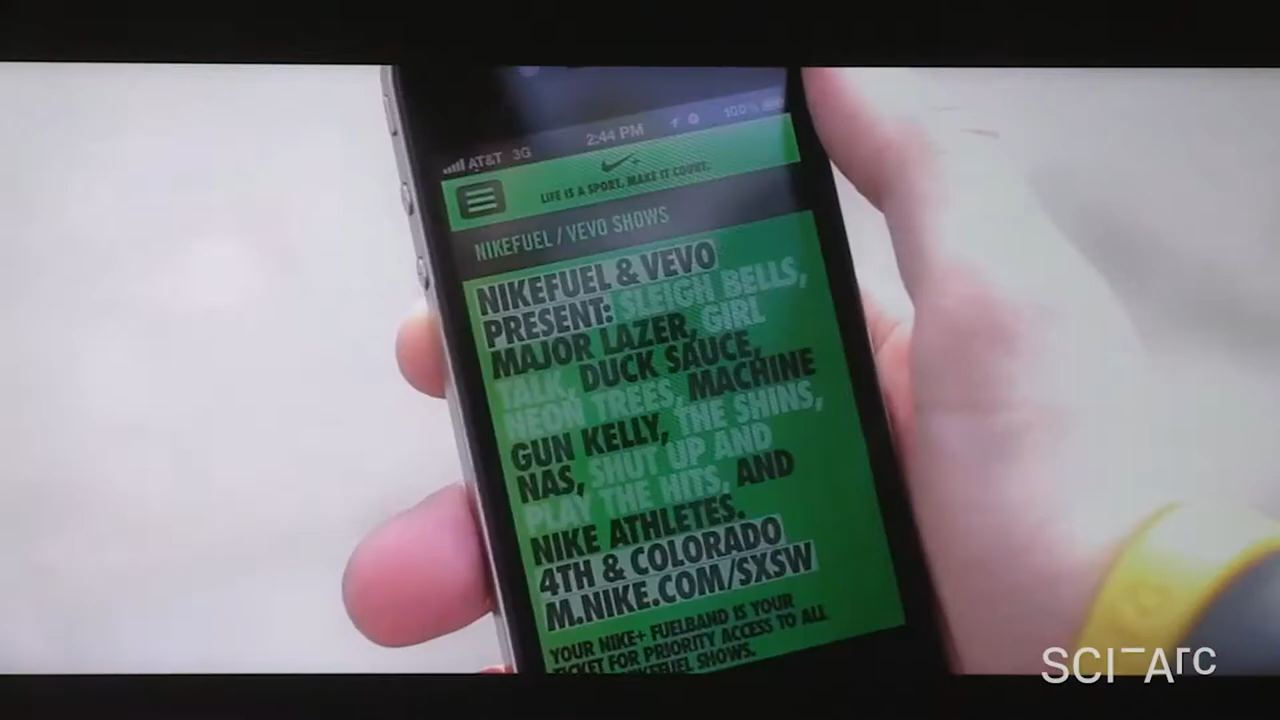 AT&T 3G 2:44 PM 100%
LIFE IS A SPORT. MAKE IT COUNT.
NIKEFUEL / VEVO SHOWS
NIKEFUEL & VEVO
PRESENT: SLEIGH BELLS,
MAJOR LAZER, GIRL
TALK, DUCK SAUCE,
NEON TREES, MACHINE
GUN KELLY, THE SHINS,
NAS, SHUT UP AND
PLAY THE HITS, AND
NIKE ATHLETES.
4TH & COLORADO
M.NIKE.COM/SXSW
YOUR NIKE+ FUELBAND IS YOUR
TICKET FOR PRIORITY ACCESS TO ALL
SHOWS.
SCI-Arc